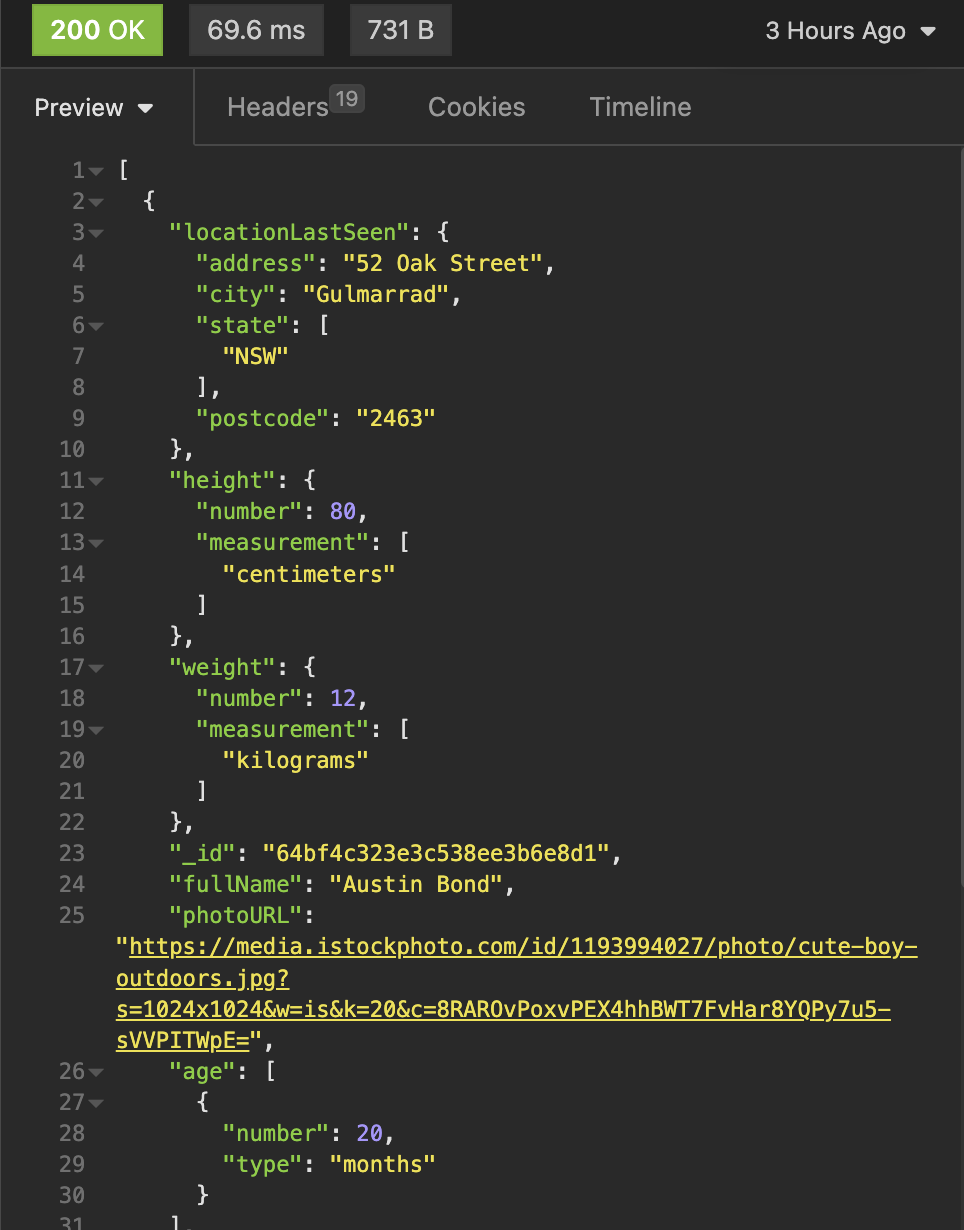 200 OK 69.6 ms 731 B 3 Hours Ago
Preview Headers 19 Cookies Timeline
1 [
2 {
3 "locationLastSeen": {
4 "address": "52 Oak Street",
5 "city": "Gulmarrad",
6 "state": [
7 "NSW"
8 ],
9 "postcode": "2463"
10 },
11 "height": {
12 "number": 80,
13 "measurement": [
14 "centimeters"
15 ]
16 },
17 "weight": {
18 "number": 12,
19 "measurement": [
20 "kilograms"
21 ]
22 },
23 "_id": "64bf4c323e3c538ee3b6e8d1",
24 "fullName": "Austin Bond",
25 "photoURL":
"https://media.istockphoto.com/id/1193994027/photo/cute-boy-
outdoors.jpg?
s=1024x1024&w=is&k=20&c=8RAROvPoxvPEX4hhBWT7FvHar8YQPy7u5-
sVVPITWpE=",
26 "age": [
27 {
28 "number": 20,
29 "type": "months"
30 }
31 ],